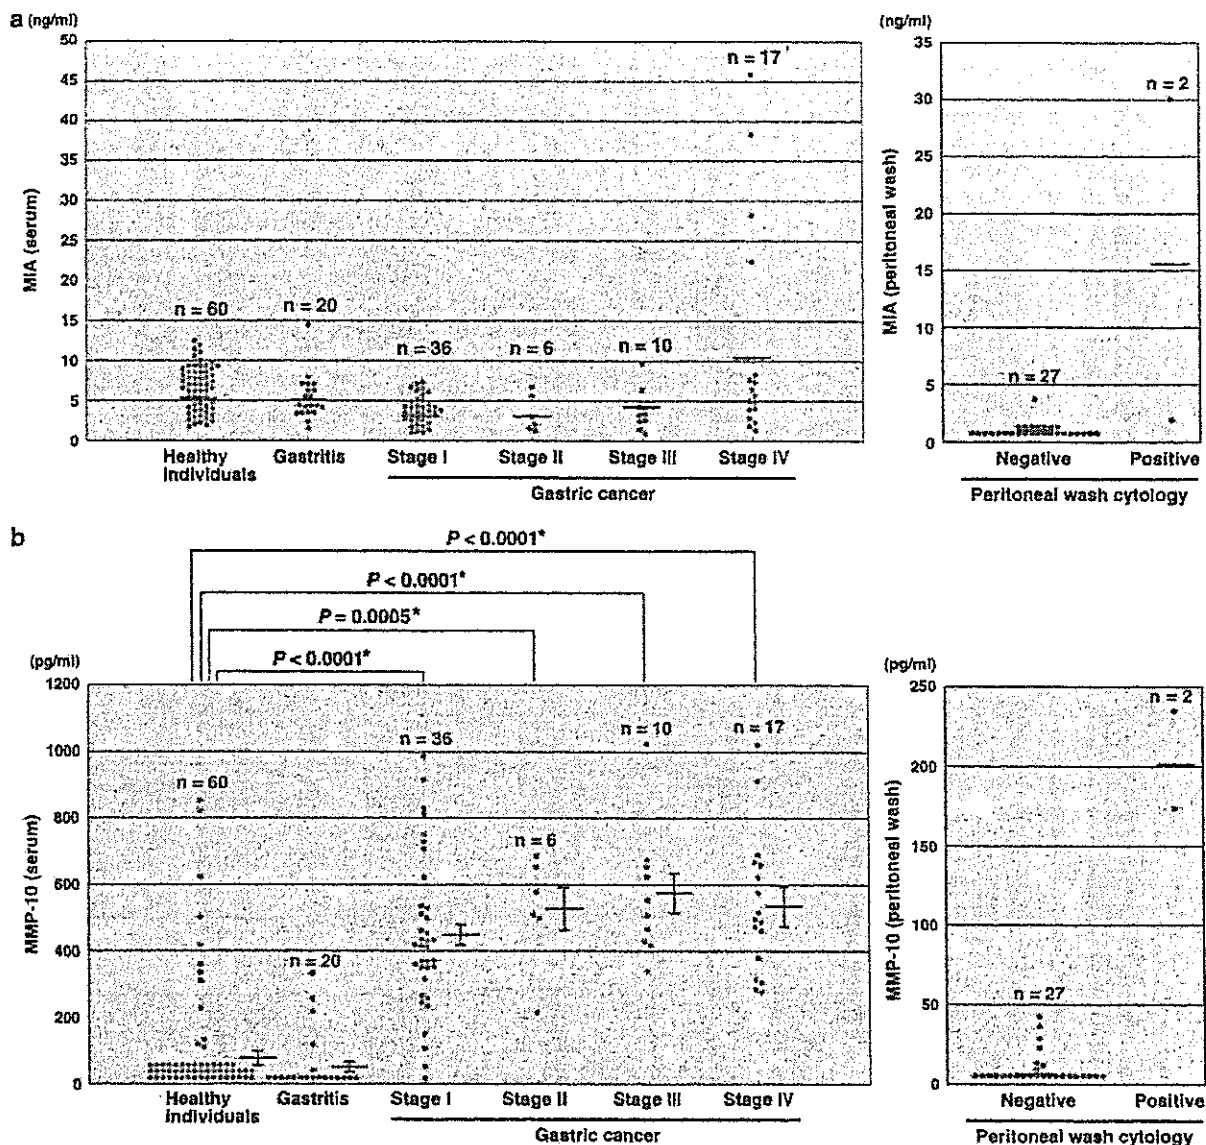 a (ng/ml)
50
45
40
35
30
25
20
15
10
5
0
MIA (serum)
n = 60
n = 20
n = 36
n = 6
n = 10
n = 17
Healthy
Individuals
Gastritis
Stage I
Stage II
Stage III
Stage IV
Gastric cancer
(ng/ml)
35
30
25
20
15
10
5
0
MIA (peritoneal wash)
n = 27
n = 2
Negative
Positive
Peritoneal wash cytology
b
P < 0.0001*
P < 0.0001*
P = 0.0005*
P < 0.0001*
(pg/ml)
1200
1000
800
600
400
200
0
MMP-10 (serum)
n = 60
n = 20
n = 36
n = 6
n = 10
n = 17
Healthy
Individuals
Gastritis
Stage I
Stage II
Stage III
Stage IV
Gastric cancer
(pg/ml)
250
200
150
100
50
0
MMP-10 (peritoneal wash)
n = 27
n = 2
Negative
Positive
Peritoneal wash cytology